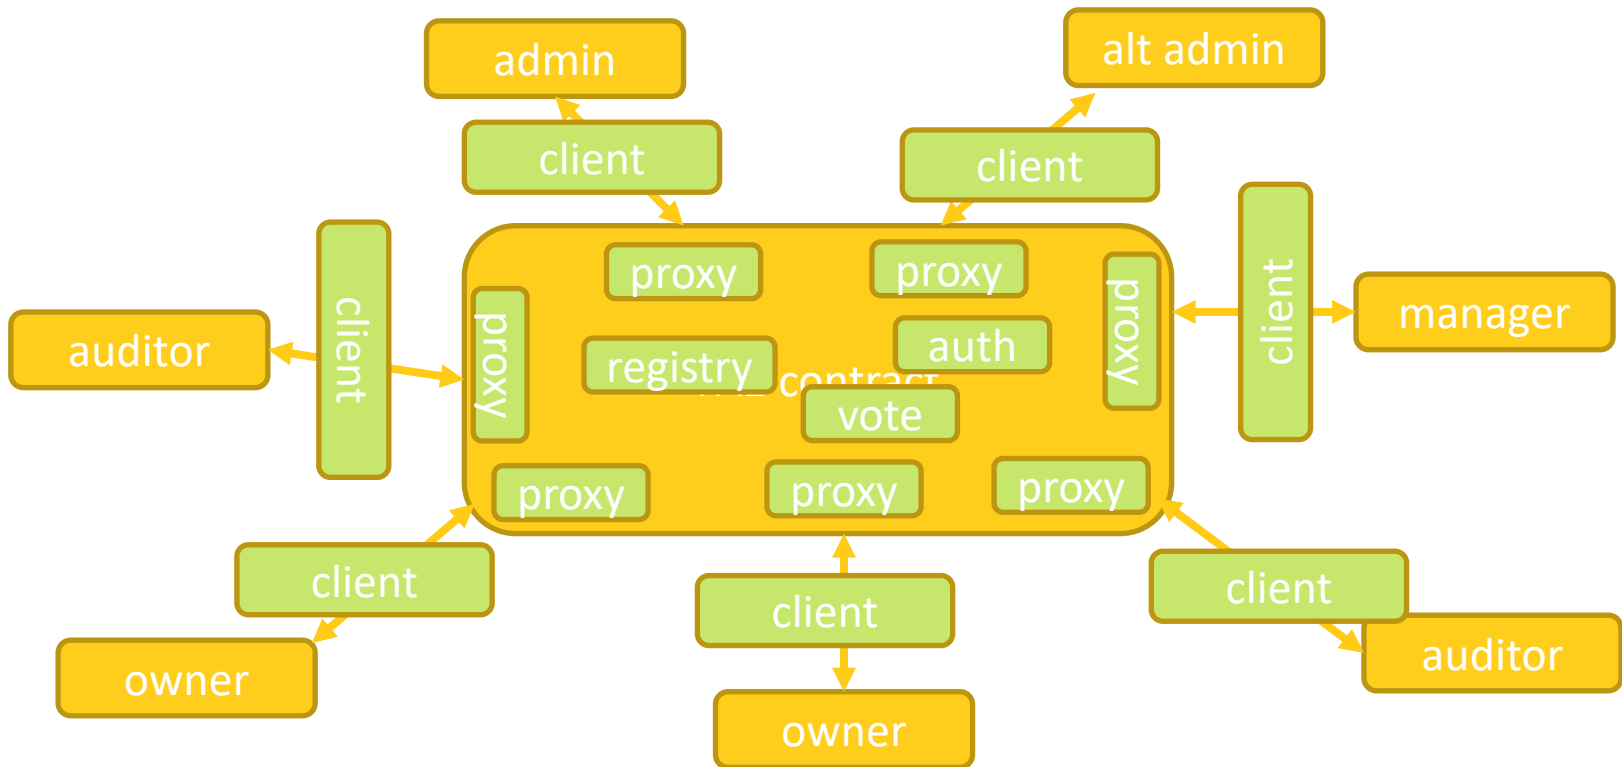 admin
alt admin
client
client
client
client
proxy
proxy
proxy
proxy
auditor
manager
auth
registry
contract
vote
proxy
proxy
proxy
client
client
client
owner
owner
auditor